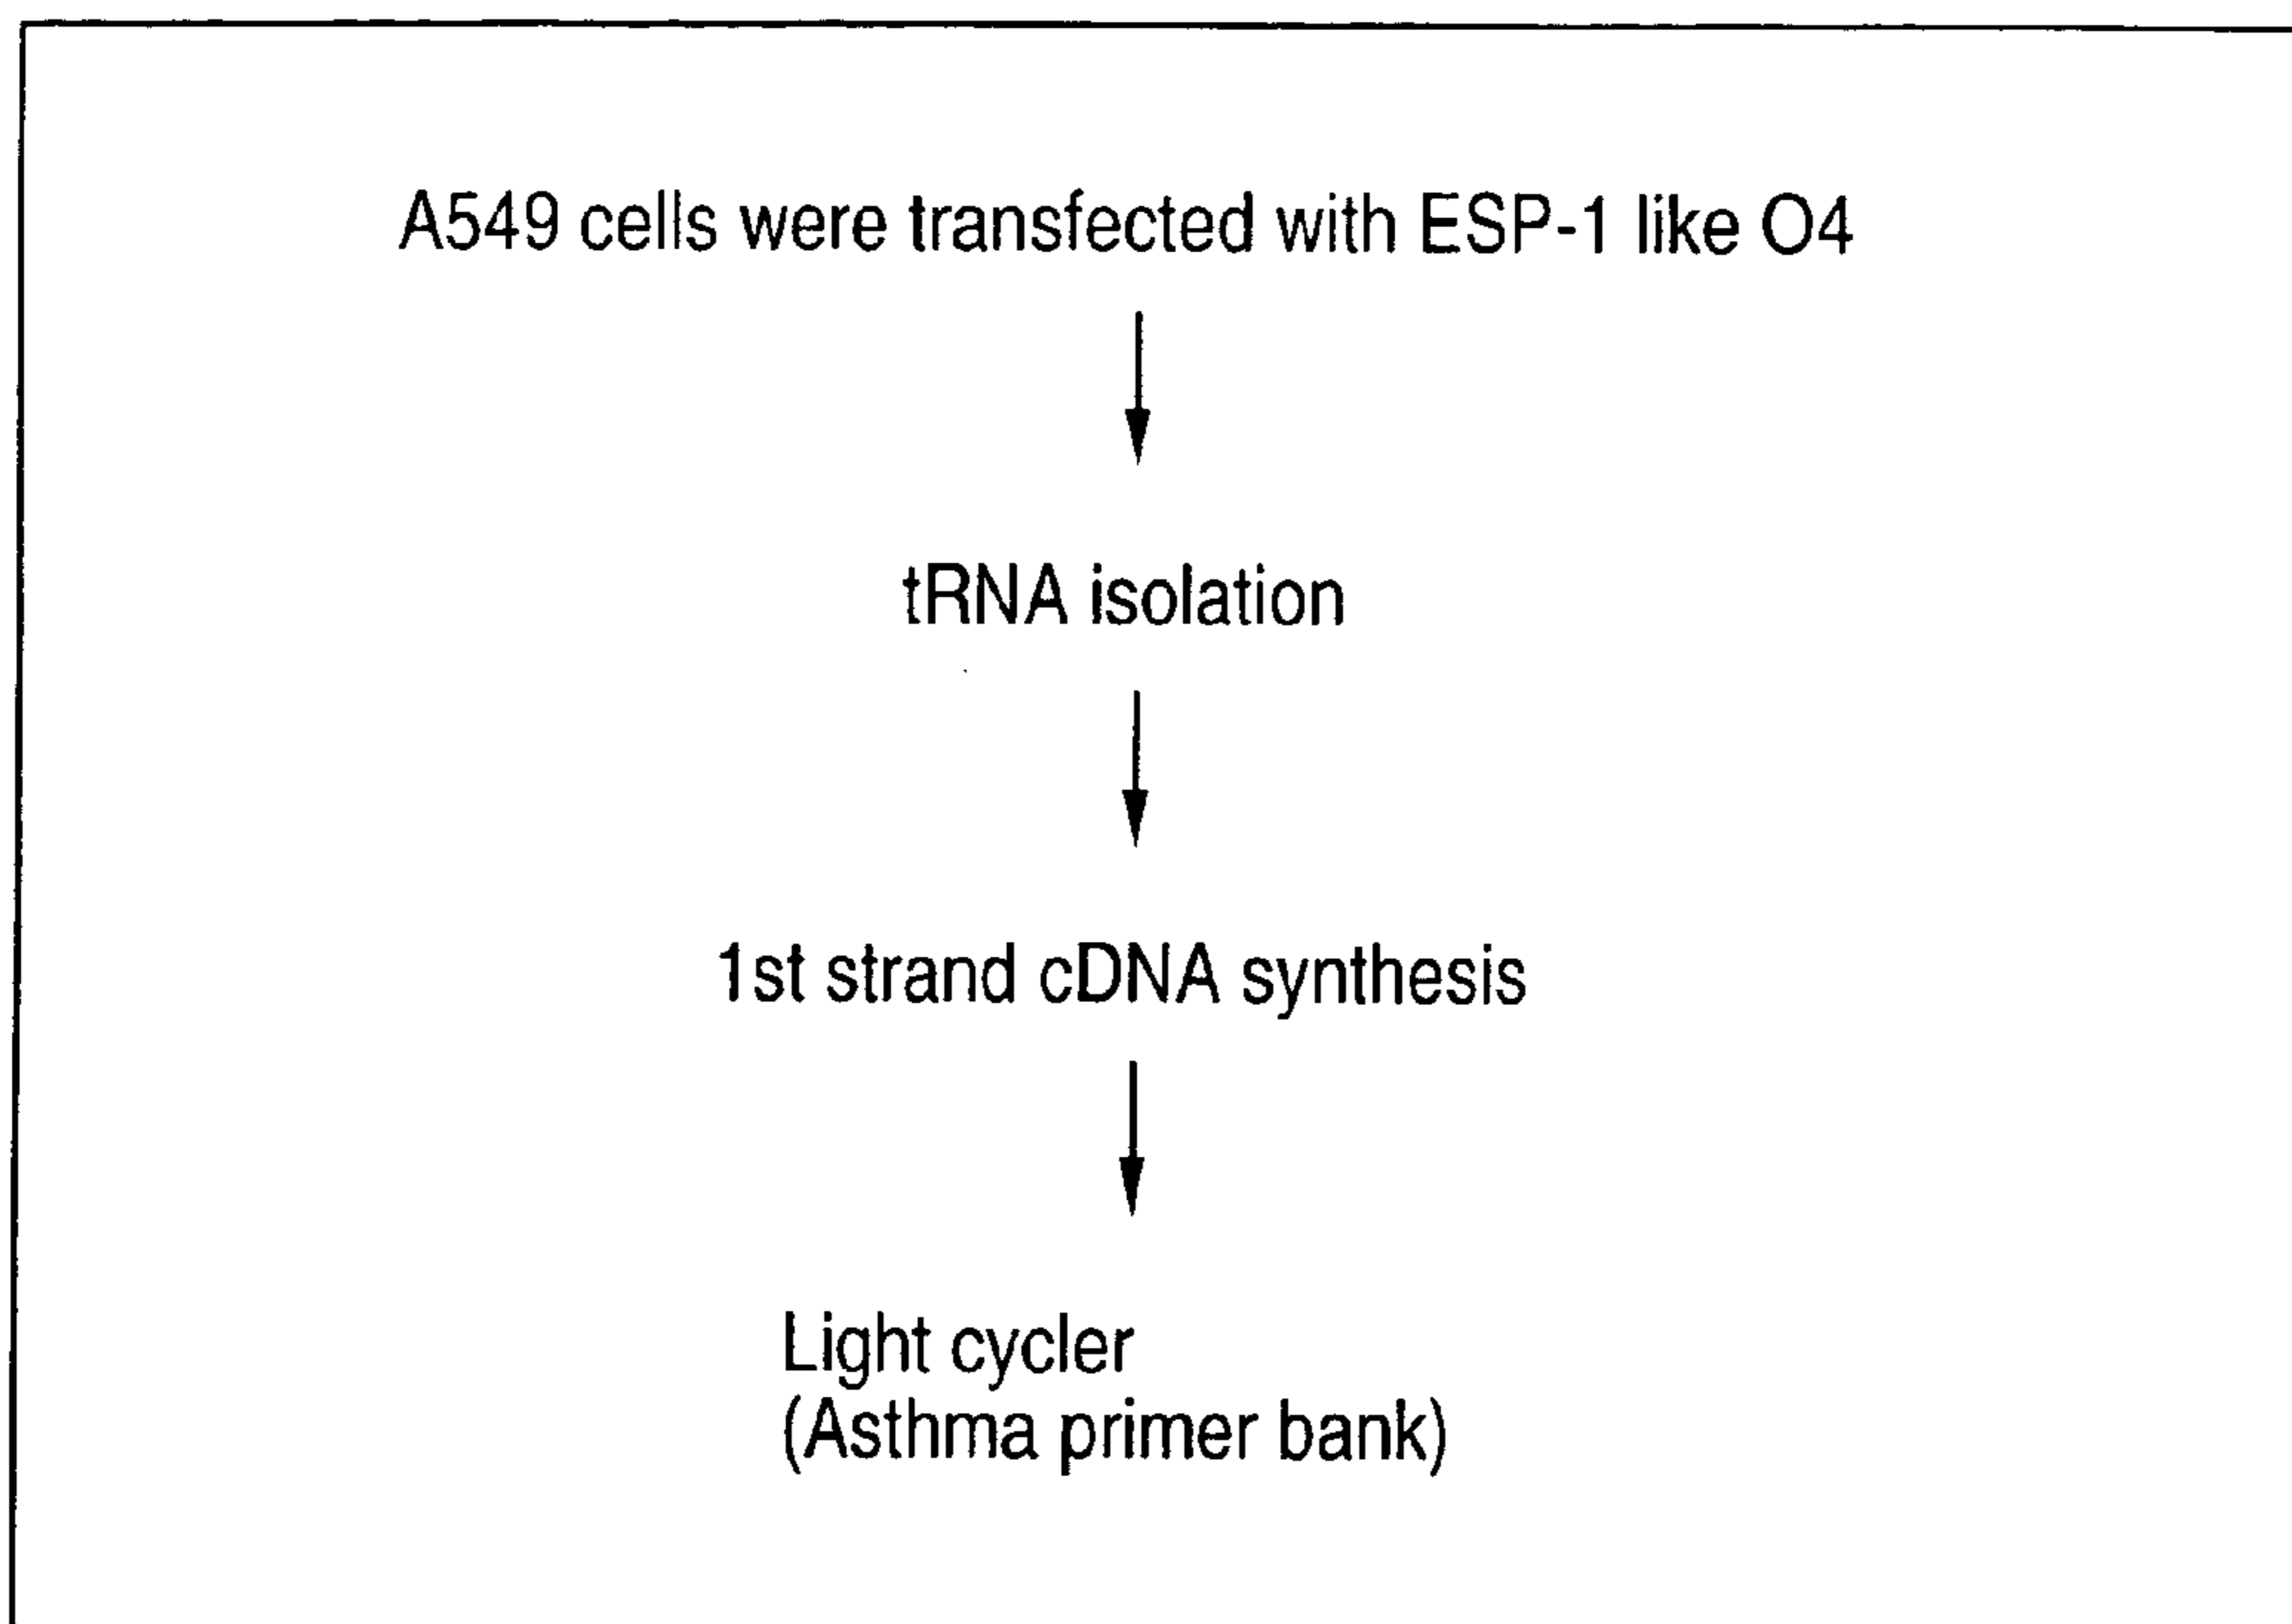 A549 cells were transfected with ESP-1 like O4
tRNA isolation
1st strand cDNA synthesis
Light cycler
(Asthma primer bank)